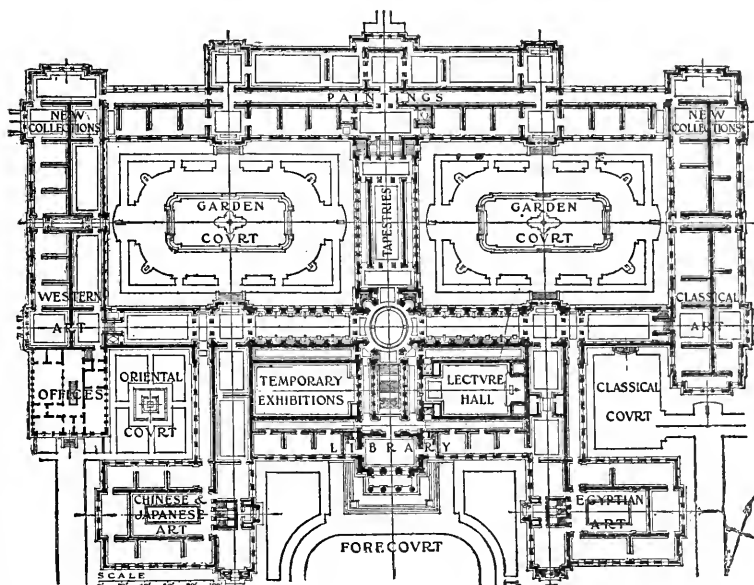 PAINTINGS
NEW
COLLECTIONS
NEW
COLLECTIONS
GARDEN
COVRT
TAPESTRIES
GARDEN
COVRT
WESTERN
ART
CLASSICAL
ART
OFFICES
ORIENTAL
COVRT
TEMPORARY
EXHIBITIONS
LECTVRE
HALL
CLASSICAL
COVRT
LIBRARY
CHINESE &
JAPANESE
ART
EGYPTIAN
ART
FORECOVRT
SCALE